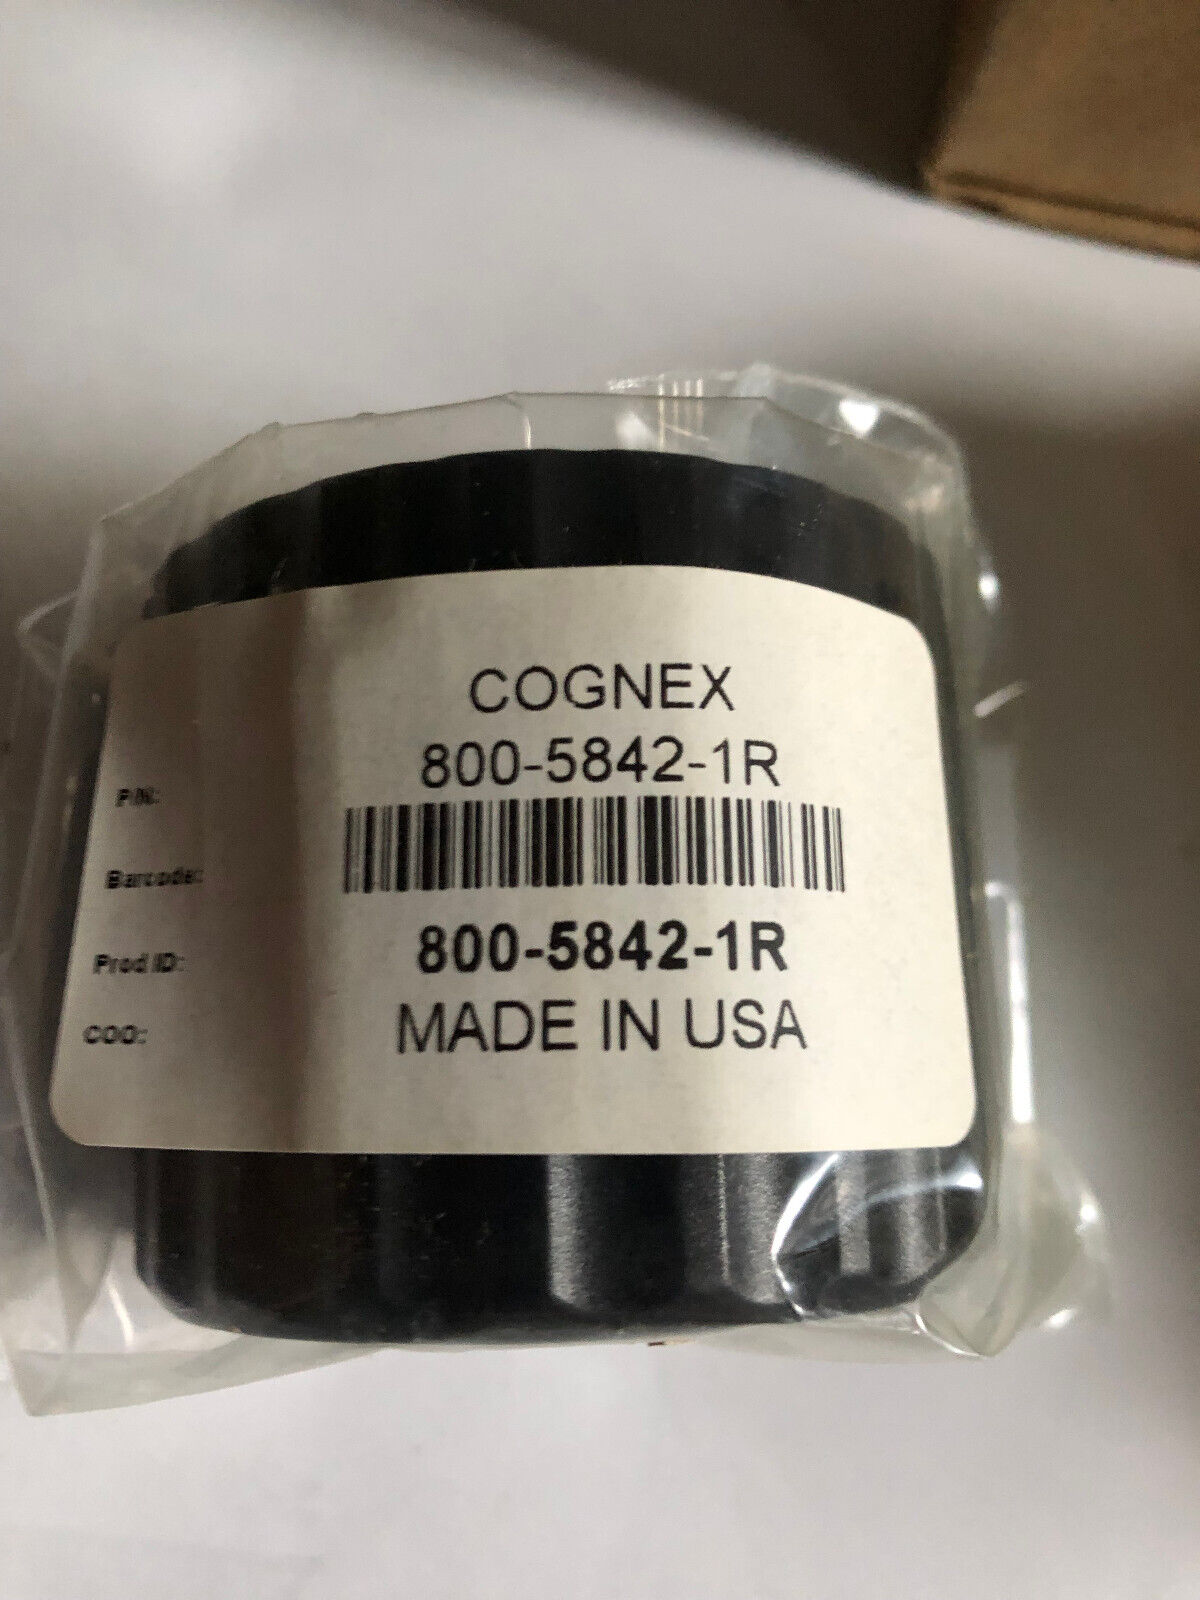 COGNEX
P/N: 800-5842-1R
Barcode:
Prod ID: 800-5842-1R
COO: MADE IN USA